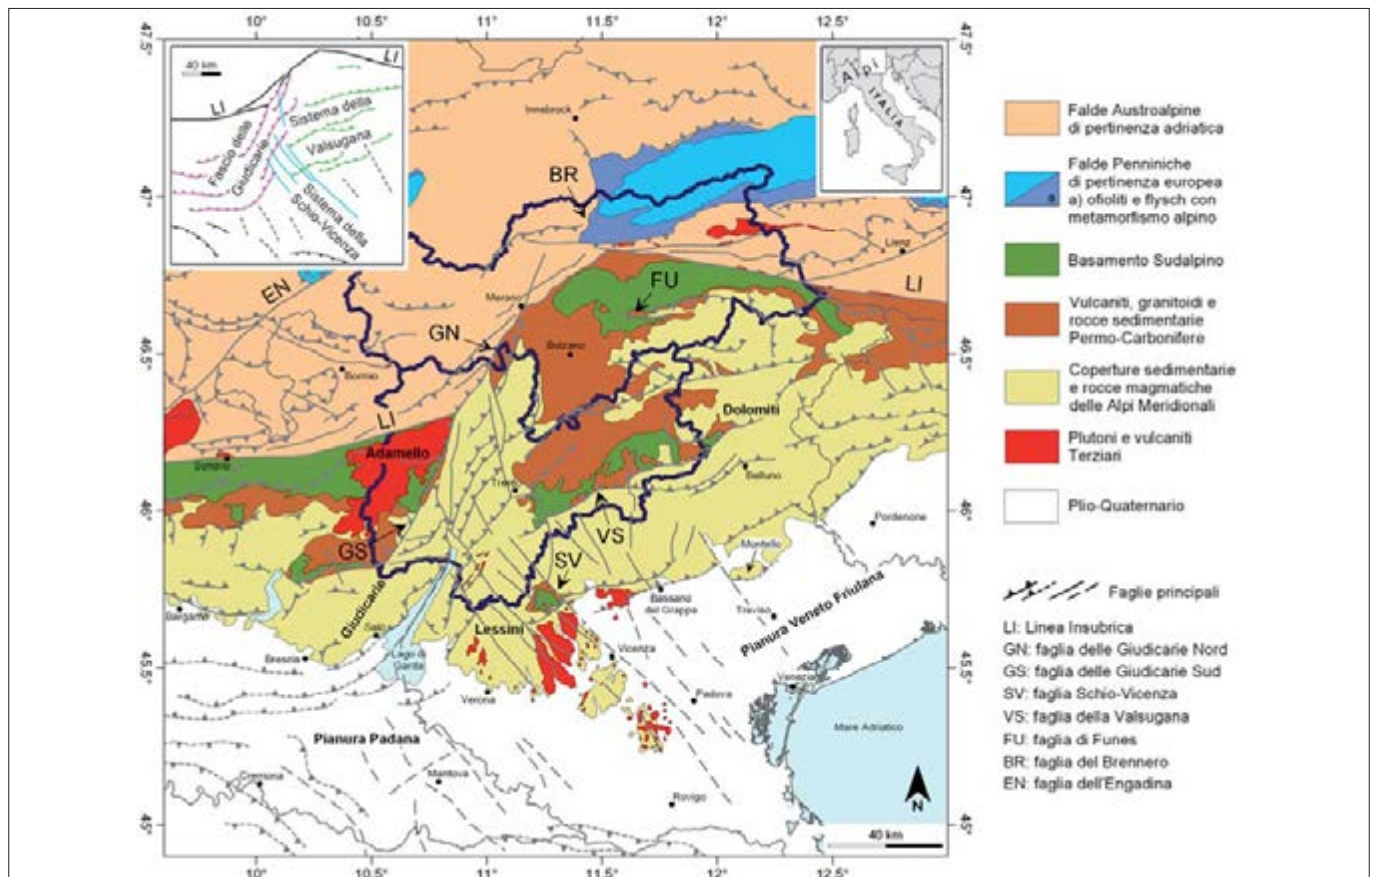 10°
10.5°
11°
11.5°
12°
12.5°
47.5°
47.5°
40 km
LI
LI
Sistema della
Valsugana
Fascio delle
Giudicarie
Sistema della
Schio-Vicenza
Alpi
ITALIA
Innsbruck
BR
47°
47°
Lienz
EN
FU
LI
Merano
GN
46.5°
Bolzano
46.5°
Bormio
LI
Dolomiti
Adamello
Sondrio
Trento
Belluno
46°
46°
Pordenone
GS
VS
Montello
SV
Giudicarie
Bassano
del Grappa
Treviso
Pianura Veneto Friulana
Bergamo
Salò
Lessini
Brescia
Lago di
Garda
Vicenza
45.5°
Venezia
Verona
Padova
Mare Adriatico
Pianura Padana
Cremona
Mantova
Rovigo
N
45°
45°
40 km
10°
10.5°
11°
11.5°
12°
12.5°
Falde Austroalpine
di pertinenza adriatica
Falde Penniniche
di pertinenza europea
a) ofioliti e flysch con
metamorfismo alpino
a
Basamento Sudalpino
Vulcaniti, granitoidi e
rocce sedimentarie
Permo-Carbonifere
Coperture sedimentarie
e rocce magmatiche
delle Alpi Meridionali
Plutoni e vulcaniti
Terziari
Plio-Quaternario
Faglie principali
LI: Linea Insubrica
GN: faglia delle Giudicarie Nord
GS: faglia delle Giudicarie Sud
SV: faglia Schio-Vicenza
VS: faglia della Valsugana
FU: faglia di Funes
BR: faglia del Brennero
EN: faglia dell'Engadina